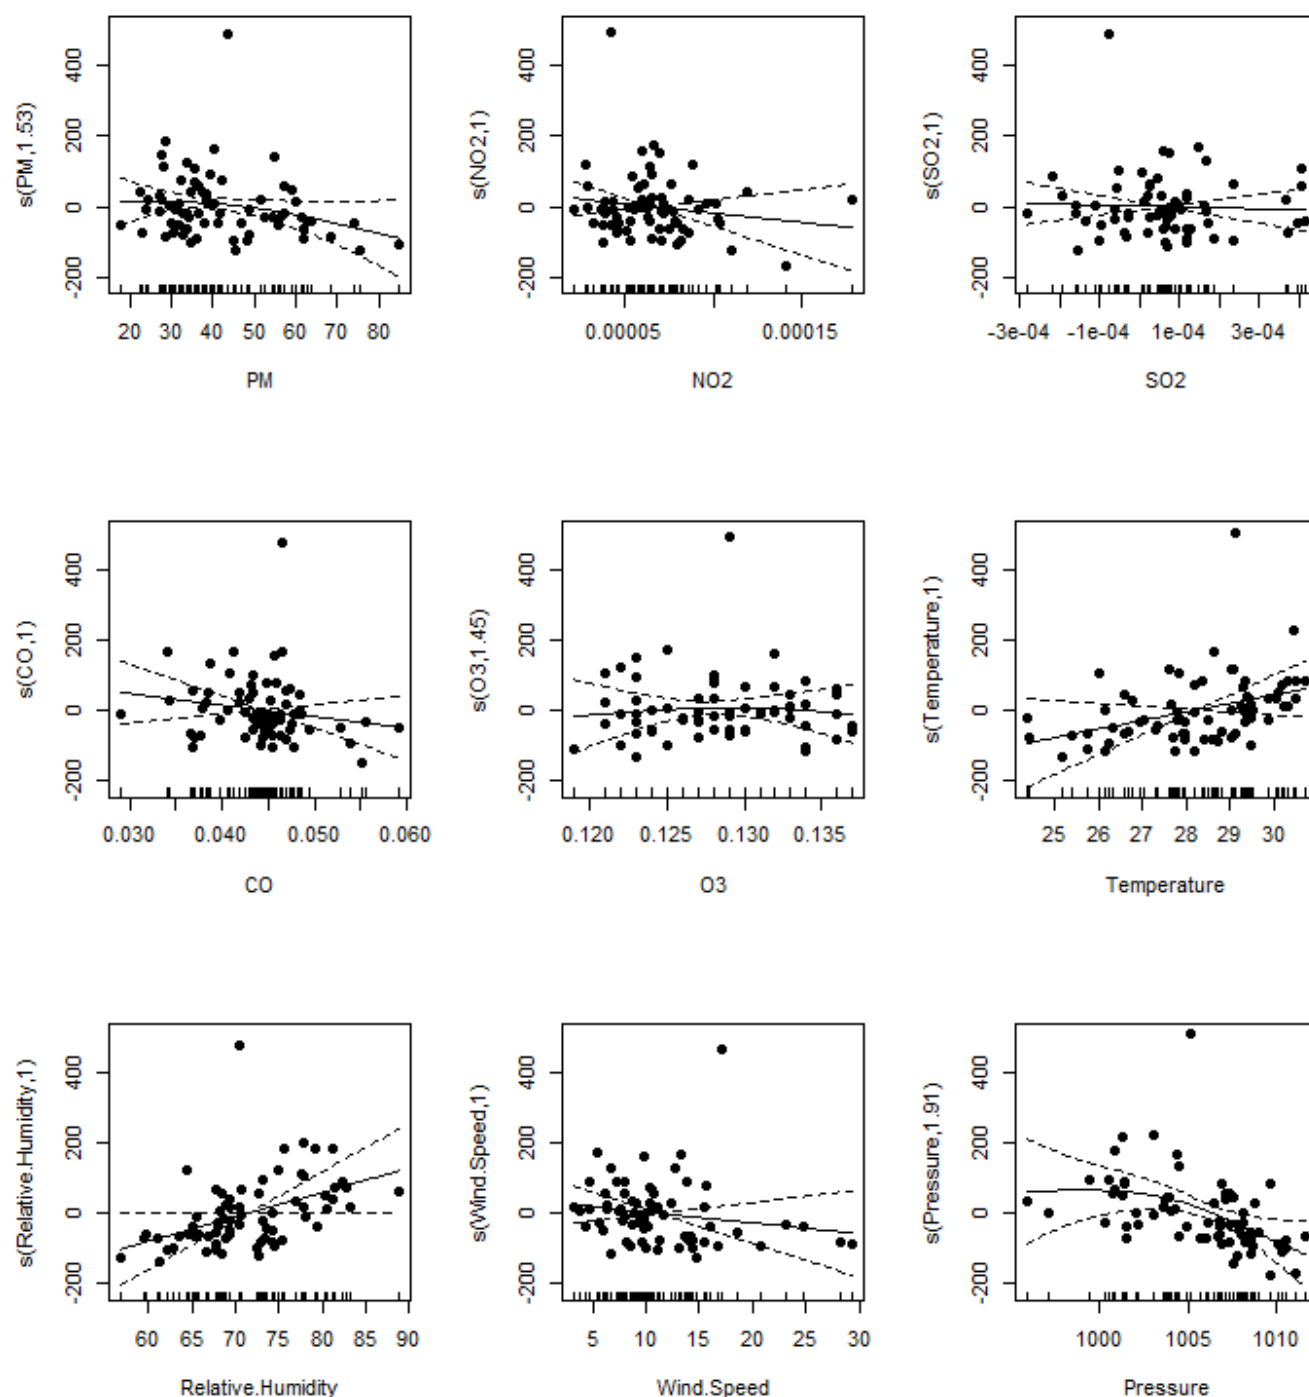 s(PM,1.53)
400
200
0
-200
20 30 40 50 60 70 80
PM
s(NO2,1)
400
200
0
-200
0.00005 0.00015
NO2
s(SO2,1)
400
200
0
-200
-3e-04 -1e-04 1e-04 3e-04
SO2
s(CO,1)
400
200
0
-200
0.030 0.040 0.050 0.060
CO
s(O3,1.45)
400
200
0
-200
0.120 0.125 0.130 0.135
O3
s(Temperature,1)
400
200
0
-200
25 26 27 28 29 30
Temperature
s(Relative.Humidity,1)
400
200
0
-200
60 65 70 75 80 85 90
Relative.Humidity
s(Wind.Speed,1)
400
200
0
-200
5 10 15 20 25 30
Wind.Speed
s(Pressure,1.91)
400
200
0
-200
1000 1005 1010
Pressure